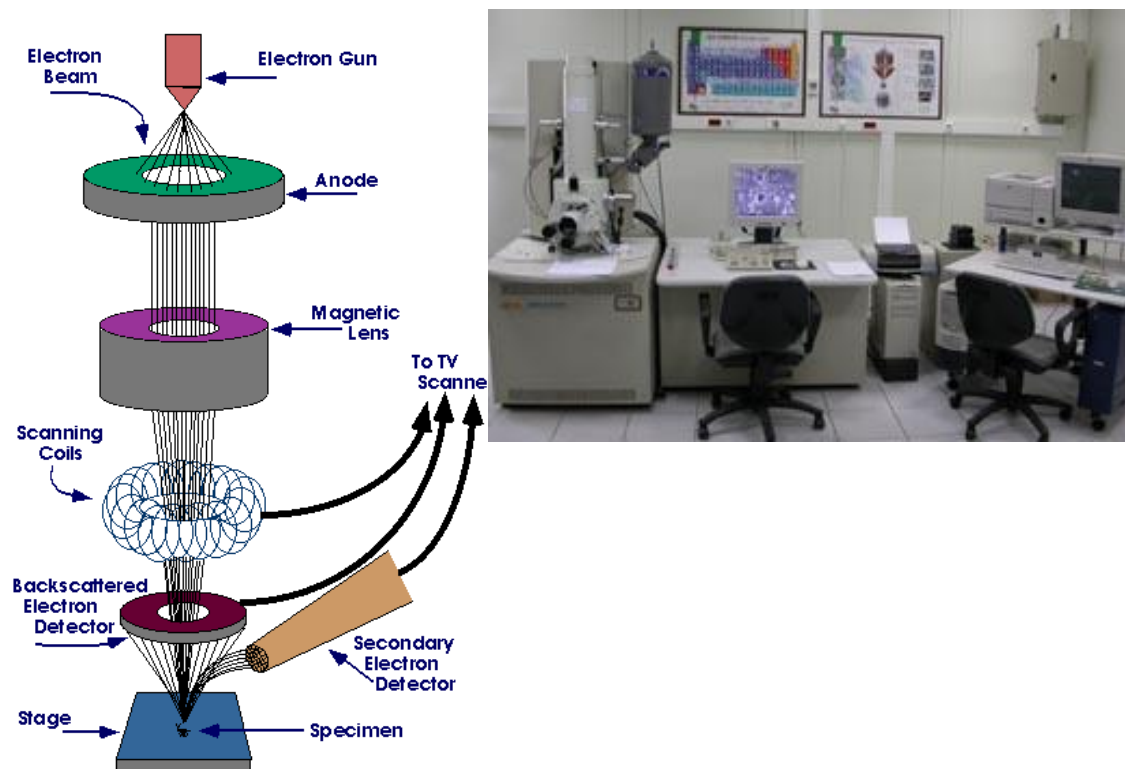 Electron
Beam
Electron Gun
Anode
Magnetic
Lens
To TV
Scanne
Scanning
Coils
Backscattered
Electron
Detector
Secondary
Electron
Detector
Stage
Specimen